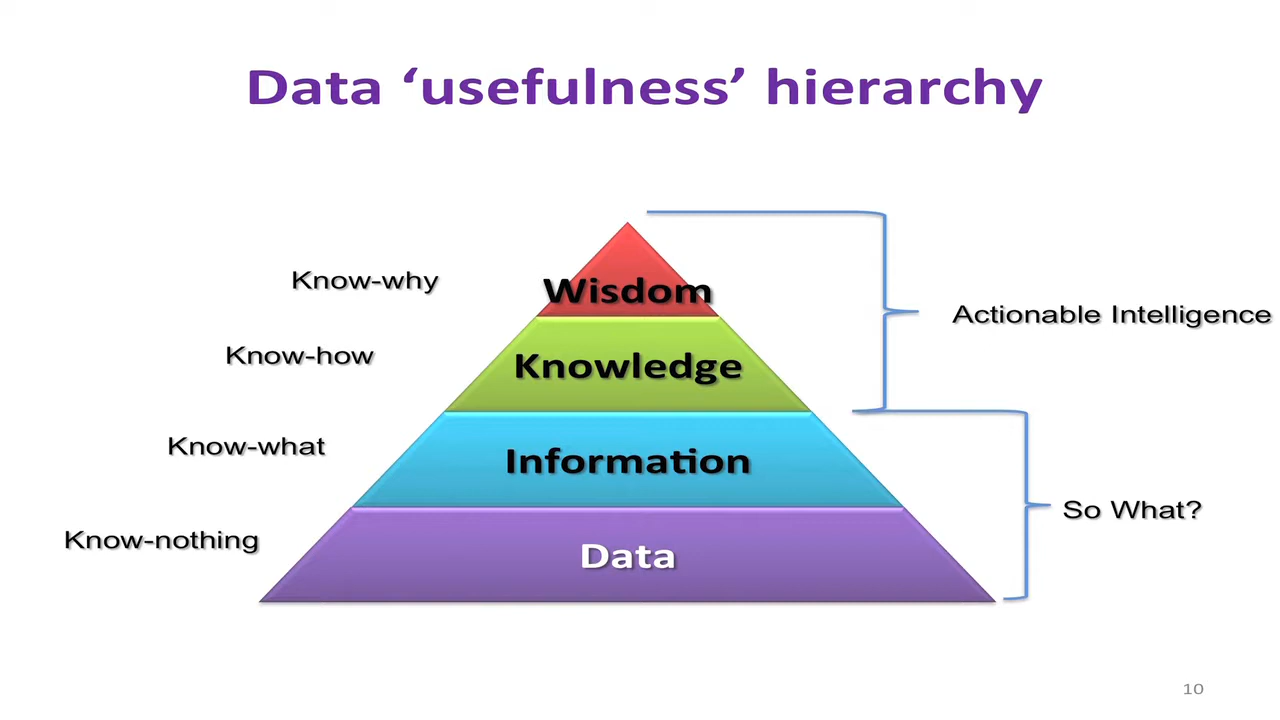 Data ‘usefulness’ hierarchy
Know-why
Wisdom
Actionable Intelligence
Know-how
Knowledge
Know-what
Information
So What?
Know-nothing
Data
10